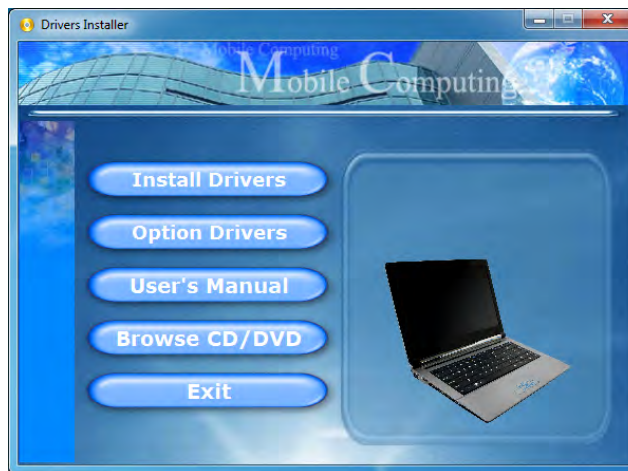 Drivers Installer
Mobile Computing
Mobile Computing
Install Drivers
Option Drivers
User's Manual
Browse CD/DVD
Exit